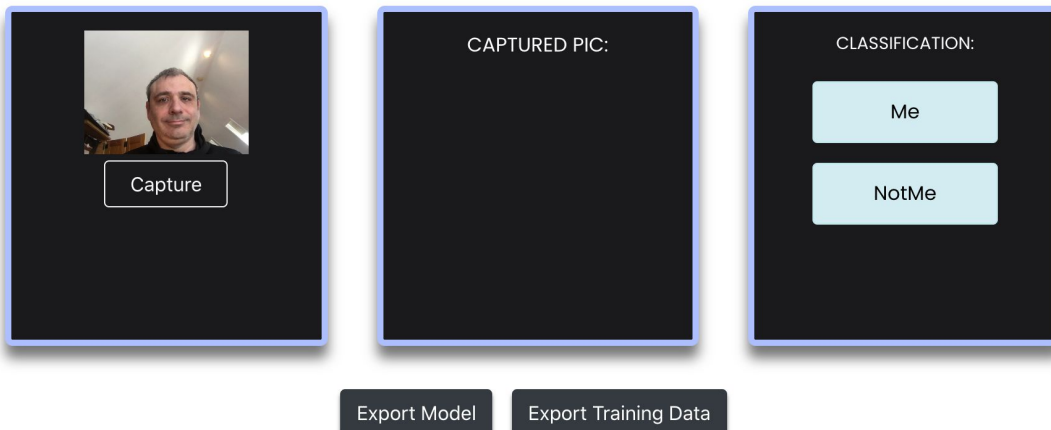 Capture
CAPTURED PIC:
CLASSIFICATION:
Me
NotMe
Export Model
Export Training Data